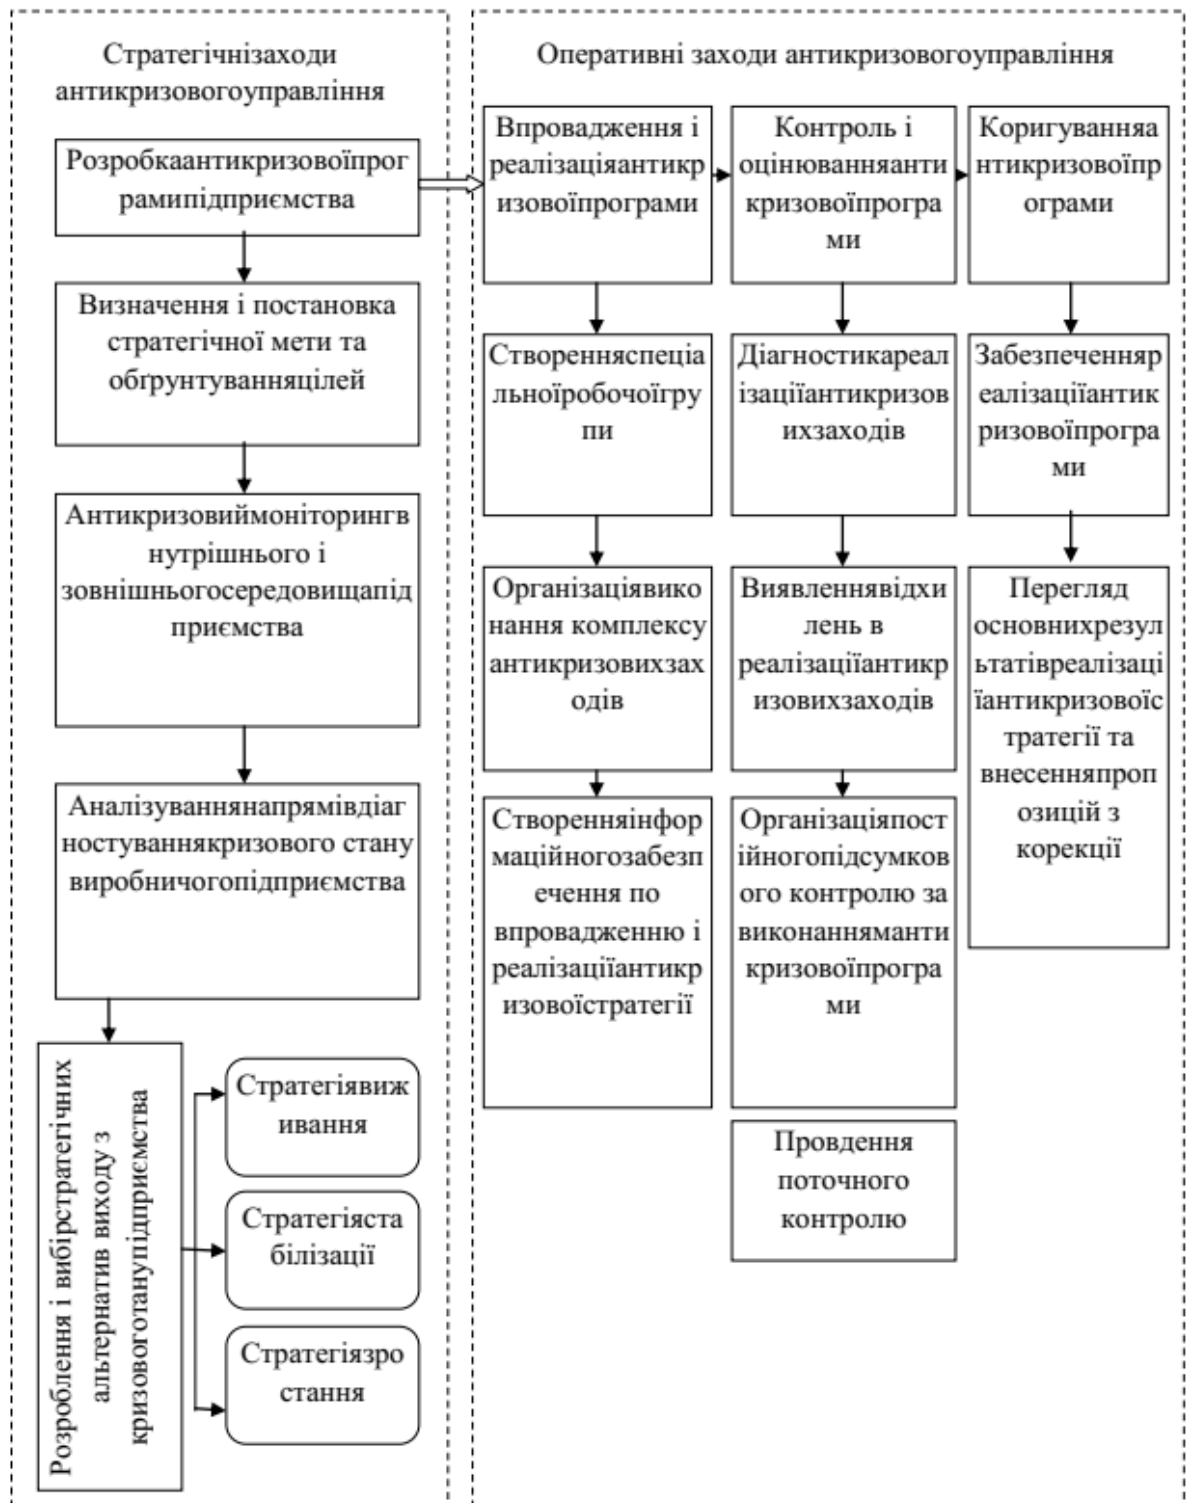 Стратегічнізаходи
антикризовогоуправління
Розробкаантикризовоїпрог
рамипідприємства
Визначення і постановка
стратегічної мети та
обґрунтуванняцілей
Антикризовиймоніторингв
нутрішнього і
зовнішньогосередовищапід
приємства
Аналізуваннянапрямівдіаг
ностуваннякризового стану
виробничогопідприємства
Розроблення і вибірстратегічних
альтернатив виходу з
кризоготанупідприємства
Стратегіявиж
ивання
Стратегіяста
білізації
Стратегіязро
стання
Оперативні заходи антикризовогоуправління
Впровадження і
реалізаціяантикр
изовоїпрограми
Створенняспеціа
льноїробочоїгру
пи
Організаціявико
нання комплексу
антикризовихзах
одів
Створенняінфор
маційногозабезп
ечення по
впровадженню і
реалізаціїантикр
изовоїстратегії
Контроль і
оцінюванняанти
кризовоїпрогра
ми
Діагностикареал
ізаціїантикризов
ихзаходів
Виявленнявідхи
лень в
реалізаціїантикр
изовихзаходів
Організаціяпост
ійногопідсумков
ого контролю за
виконаннямнти
кризовоїпрогра
ми
Провдення
поточного
контролю
Коригуванняа
нтикризовоїпр
ограми
Забезпеченняр
еалізаціїантик
ризовоїпрогра
ми
Перегляд
основнихрезул
ьтатівреалізаці
їантикризовоїс
тратегії та
внесенняпроп
озицій з
корекції